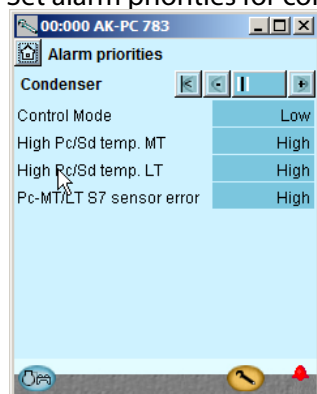 Set alarm priorities for con
00:000 AK-PC 783
Alarm priorities
Condenser
Control Mode Low
High Pc/Sd temp. MT High
High Pc/Sd temp. LT High
Pc-MT/LT S7 sensor error High